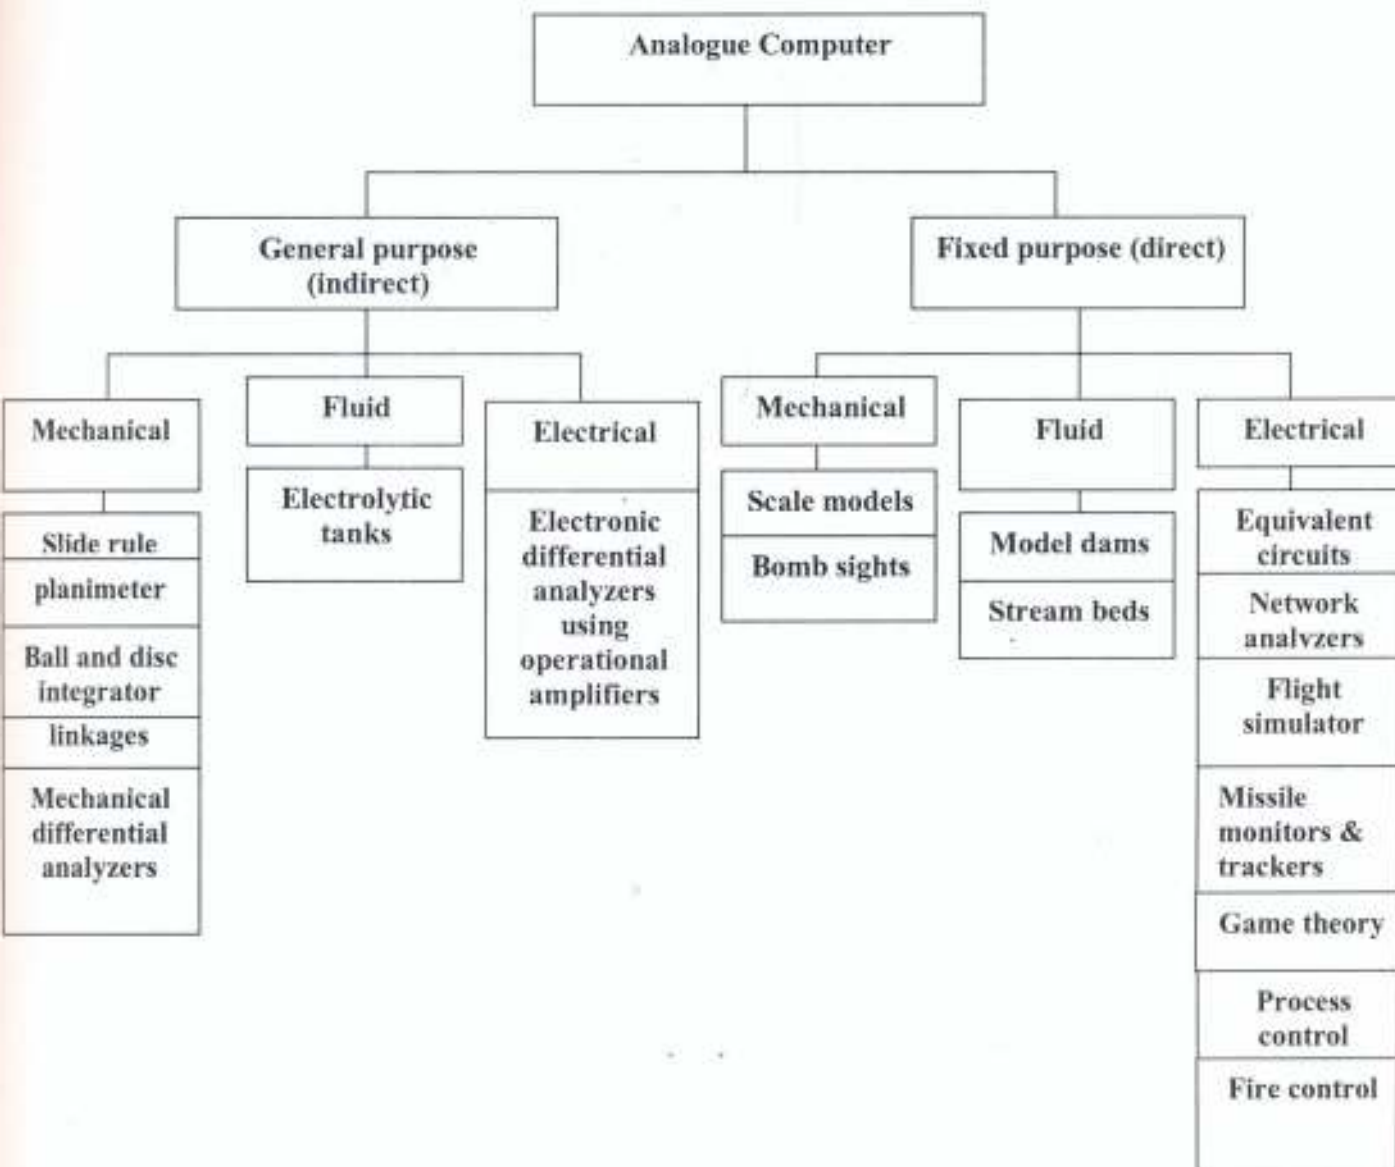 Analogue Computer
General purpose
(indirect)
Fixed purpose (direct)
Mechanical
Slide rule
planimeter
Ball and disc
integrator
linkages
Mechanical
differential
analyzers
Fluid
Electrolytic
tanks
Electrical
Electronic
differential
analyzers
using
operational
amplifiers
Mechanical
Scale models
Bomb sights
Fluid
Model dams
Stream beds
Electrical
Equivalent
circuits
Network
analyzers
Flight
simulator
Missile
monitors &
trackers
Game theory
Process
control
Fire control